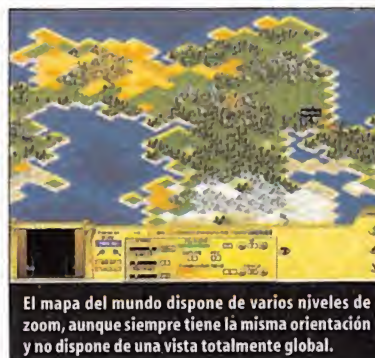 El mapa del mundo dispone de varios niveles de
zoom, aunque siempre tiene la misma orientación
y no dispone de una vista totalmente global.